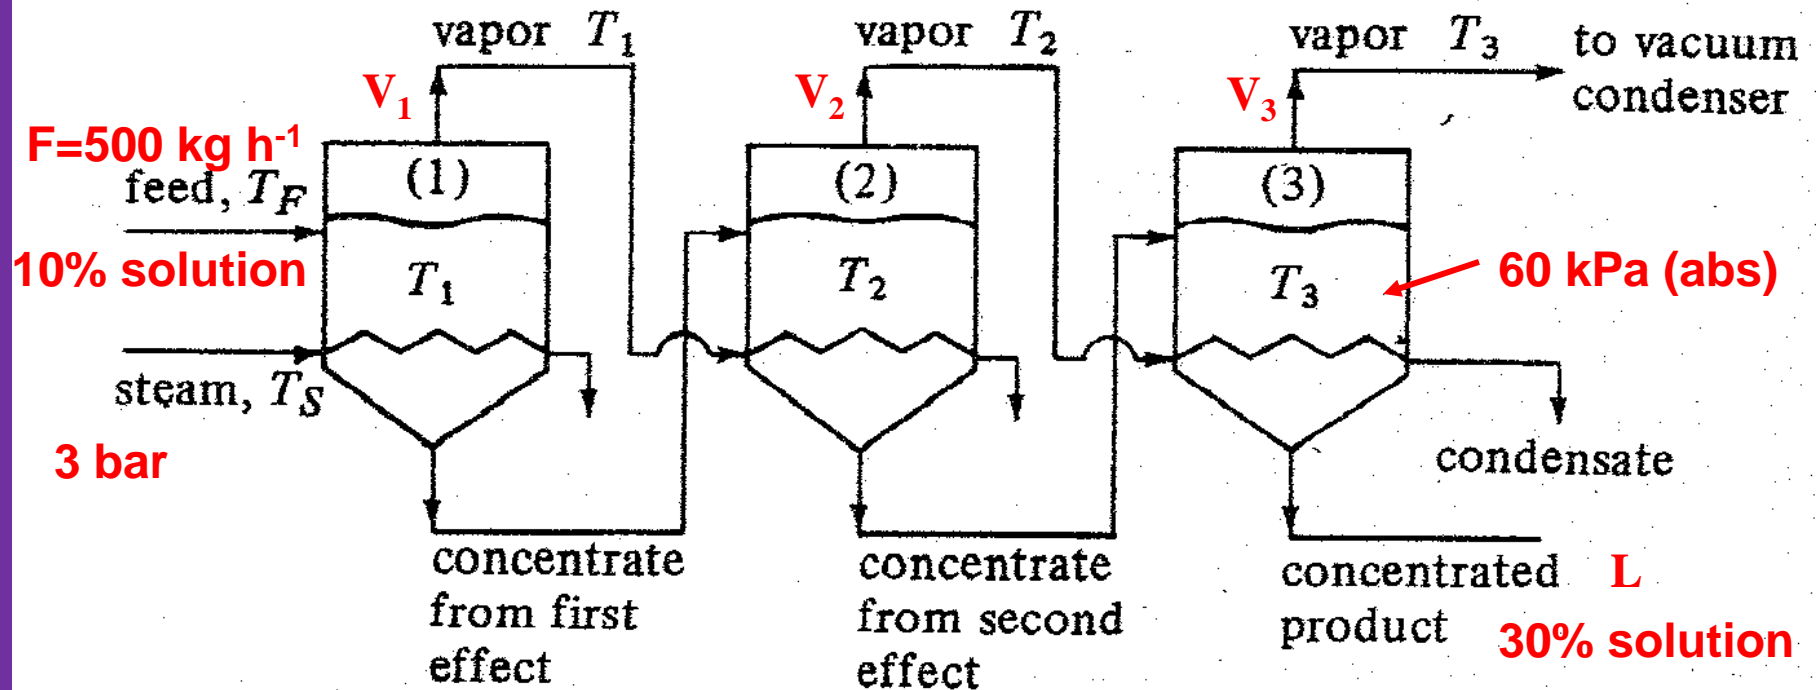 vapor T₁
vapor T₂
vapor T₃
to vacuum
condenser
V₁
V₂
V₃
F=500 kg h⁻¹
feed, T_F
10% solution
(1)
(2)
(3)
T₁
T₂
T₃
60 kPa (abs)
steam, T_S
3 bar
condensate
concentrate
from first
effect
concentrate
from second
effect
concentrated
product
L
30% solution